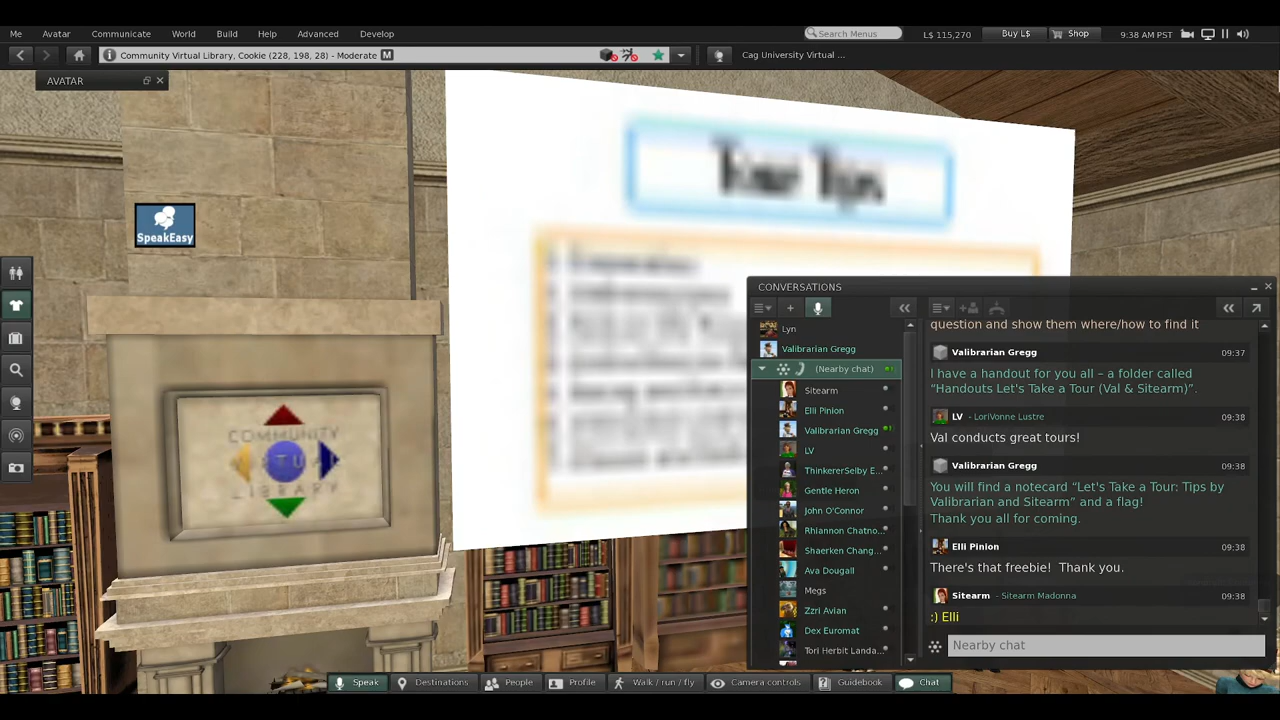 Me Avatar Communicate World Build Help Advanced Develop Search Menus L$ 115,270 Buy L$ Shop 9:38 AM PST
Community Virtual Library, Cookie (228, 198, 28) - Moderate M Cag University Virtual ...
AVATAR
SpeakEasy
COMMUNITY
VIRTUAL
LIBRARY
Tour Tips
CONVERSATIONS
Lyn
Valibrarian Gregg
(Nearby chat)
Sitearm
Elli Pinion
Valibrarian Gregg
LV
ThinkererSelby E...
Gentle Heron
John O'Connor
Rhiannon Chatno...
Shaerken Chang...
Ava Dougall
Megs
Zzri Avian
Dex Euromat
Tori Herbit Landa...
question and show them where/how to find it
Valibrarian Gregg 09:37
I have a handout for you all – a folder called
“Handouts Let's Take a Tour (Val & Sitearm)”.
LV - LoriVonne Lustre 09:38
Val conducts great tours!
Valibrarian Gregg 09:38
You will find a notecard “Let's Take a Tour: Tips by
Valibrarian and Sitearm” and a flag!
Thank you all for coming.
Elli Pinion 09:38
There's that freebie!  Thank you.
Sitearm - Sitearm Madonna 09:38
:) Elli
Nearby chat
Speak Destinations People Profile Walk / run / fly Camera controls Guidebook Chat